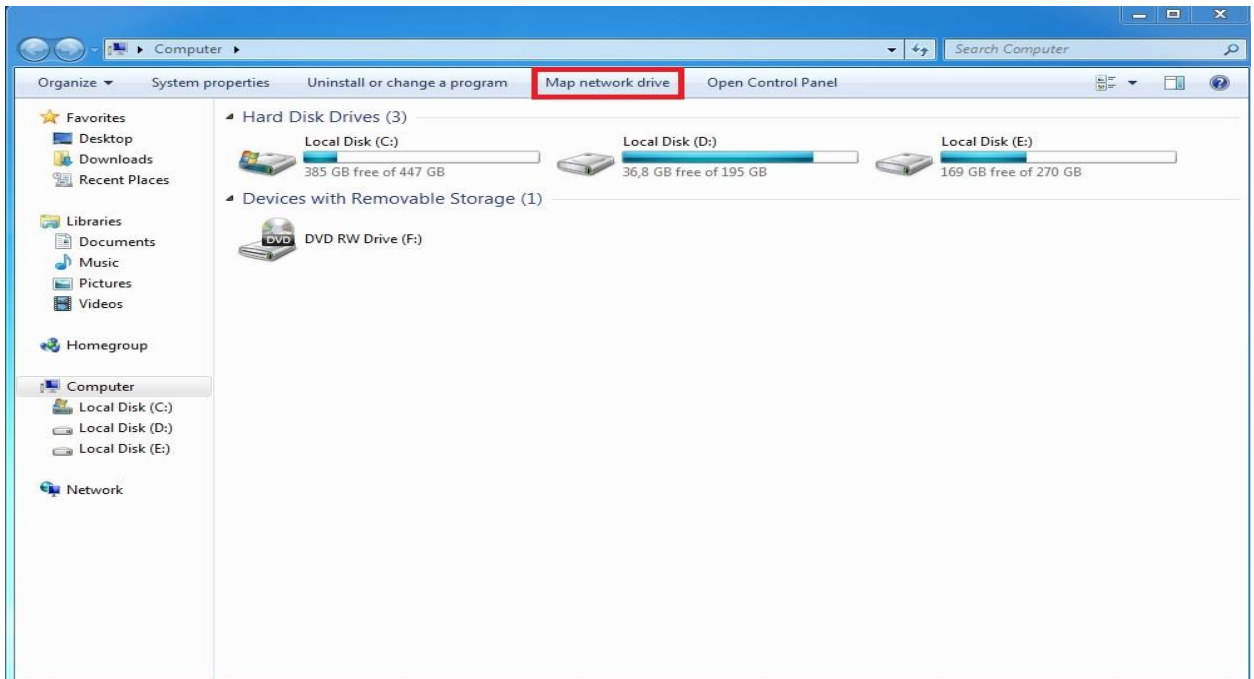 Computer
Search Computer
Organize
System properties
Uninstall or change a program
Map network drive
Open Control Panel
Favorites
Desktop
Downloads
Recent Places
Libraries
Documents
Music
Pictures
Videos
Homegroup
Computer
Local Disk (C:)
Local Disk (D:)
Local Disk (E:)
Network
Hard Disk Drives (3)
Local Disk (C:)
385 GB free of 447 GB
Local Disk (D:)
36,8 GB free of 195 GB
Local Disk (E:)
169 GB free of 270 GB
Devices with Removable Storage (1)
DVD
DVD RW Drive (F:)